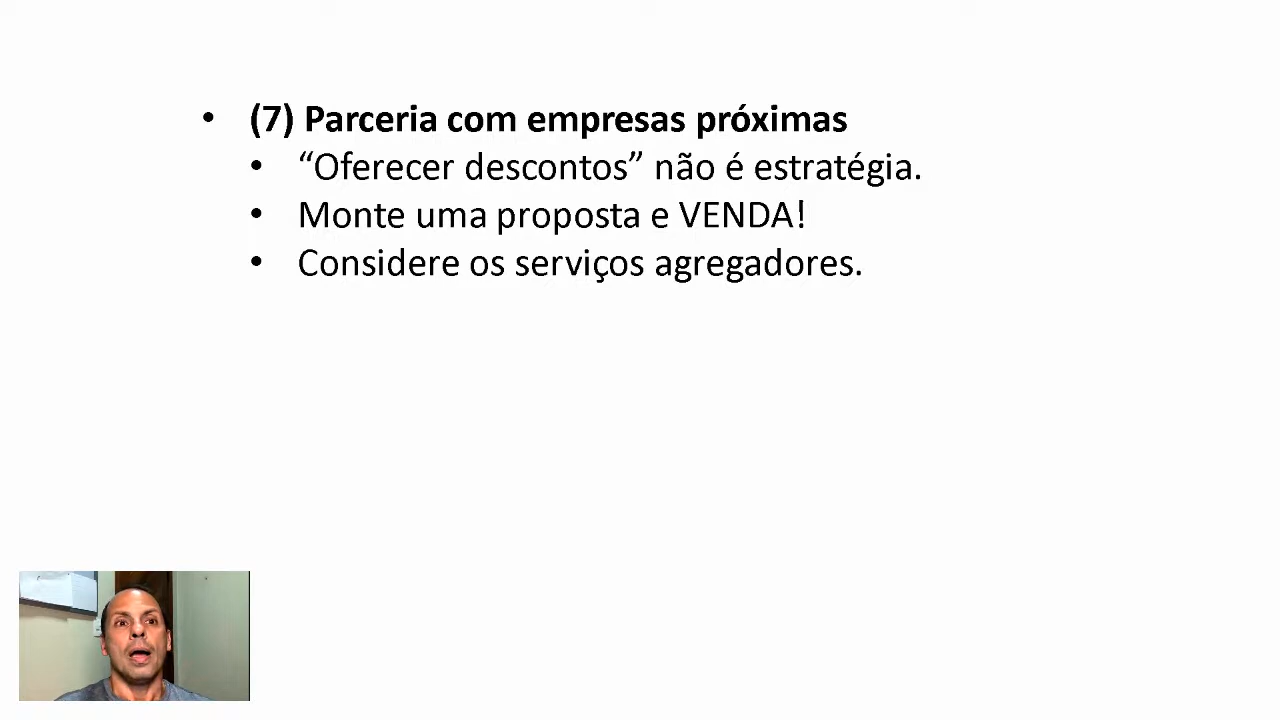 • (7) Parceria com empresas próximas
• “Oferecer descontos” não é estratégia.
• Monte uma proposta e VENDA!
• Considere os serviços agregadores.